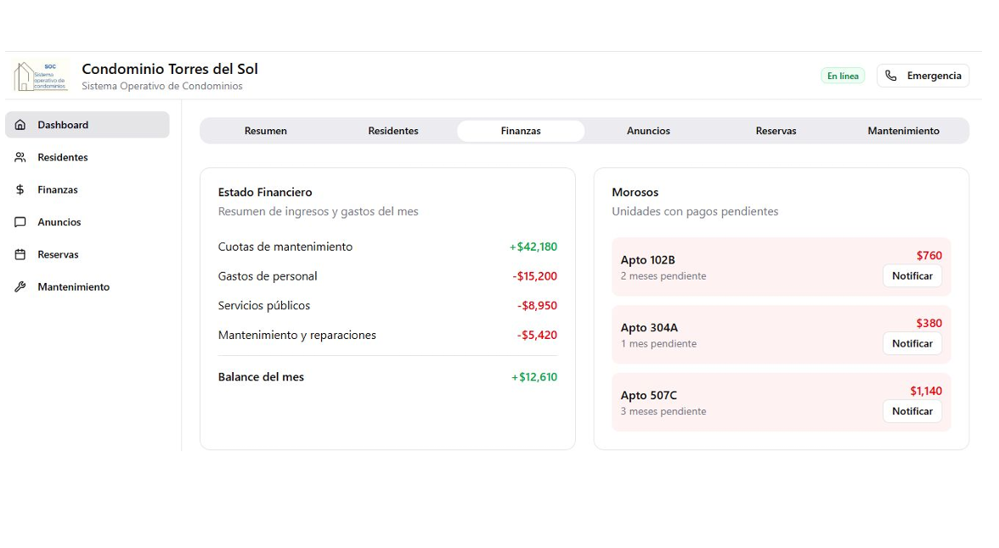 SOC
Sistema
operativo de
condominios
Condominio Torres del Sol
Sistema Operativo de Condominios
En línea
Emergencia
Dashboard
Residentes
Finanzas
Anuncios
Reservas
Mantenimiento
Resumen
Residentes
Finanzas
Anuncios
Reservas
Mantenimiento
Estado Financiero
Resumen de ingresos y gastos del mes
Cuotas de mantenimiento +$42,180
Gastos de personal -$15,200
Servicios públicos -$8,950
Mantenimiento y reparaciones -$5,420
Balance del mes +$12,610
Morosos
Unidades con pagos pendientes
Apto 102B $760
2 meses pendiente Notificar
Apto 304A $380
1 mes pendiente Notificar
Apto 507C $1,140
3 meses pendiente Notificar